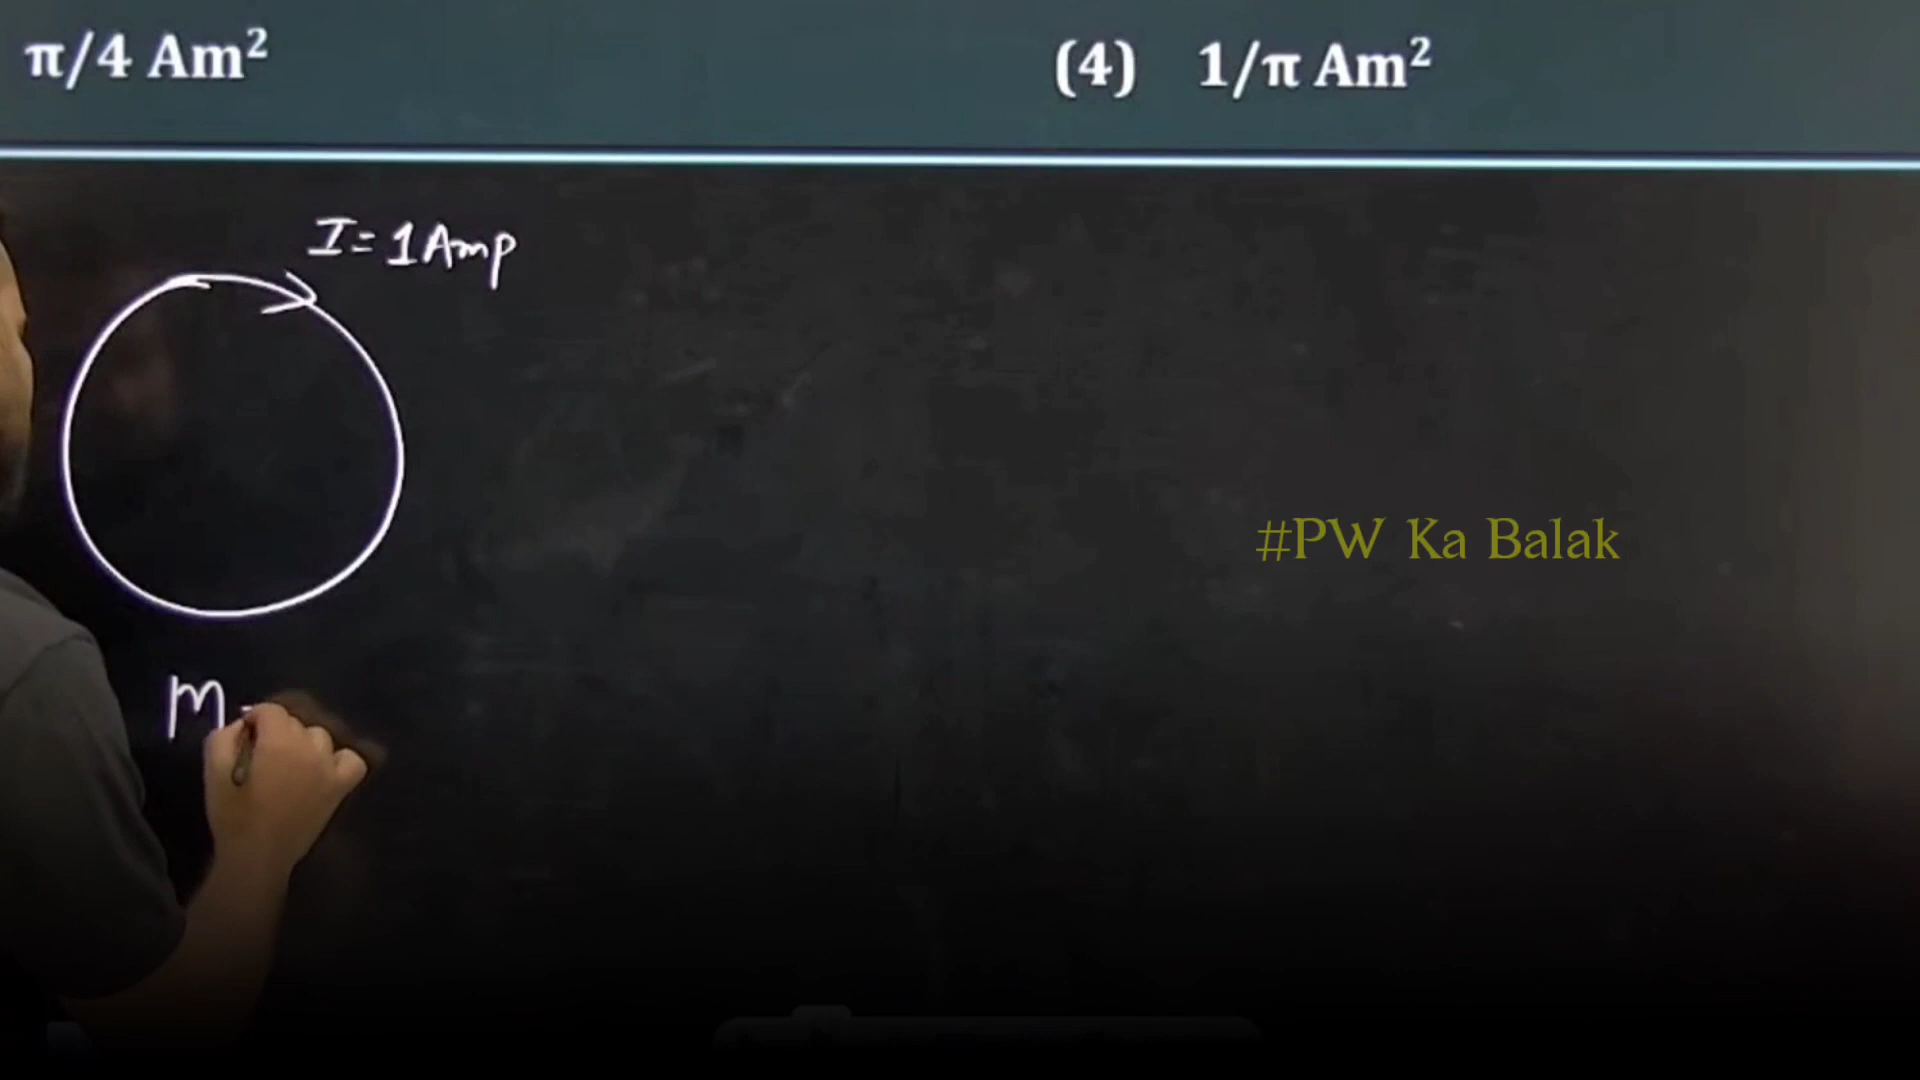 π/4 Am²
(4) 1/π Am²
I = 1 Amp
#PW Ka Balak
M =